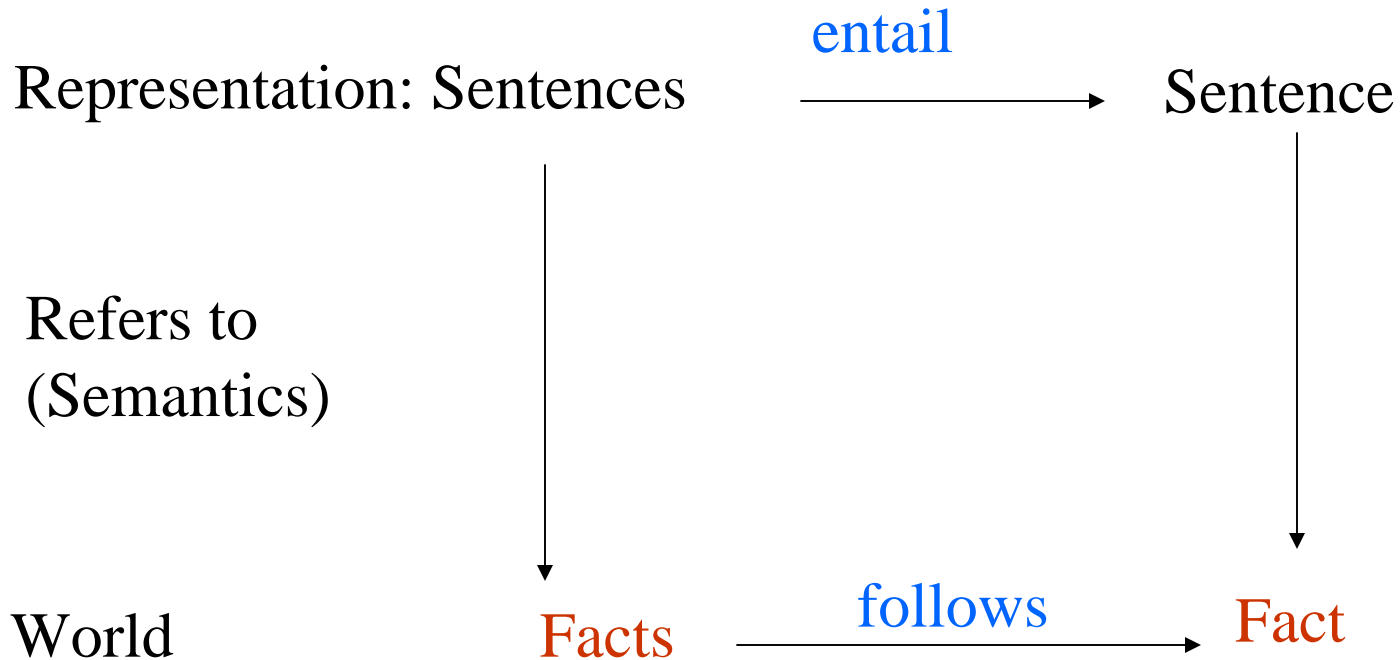 entail
Representation: Sentences Sentence
Refers to
(Semantics)
follows
World Facts Fact